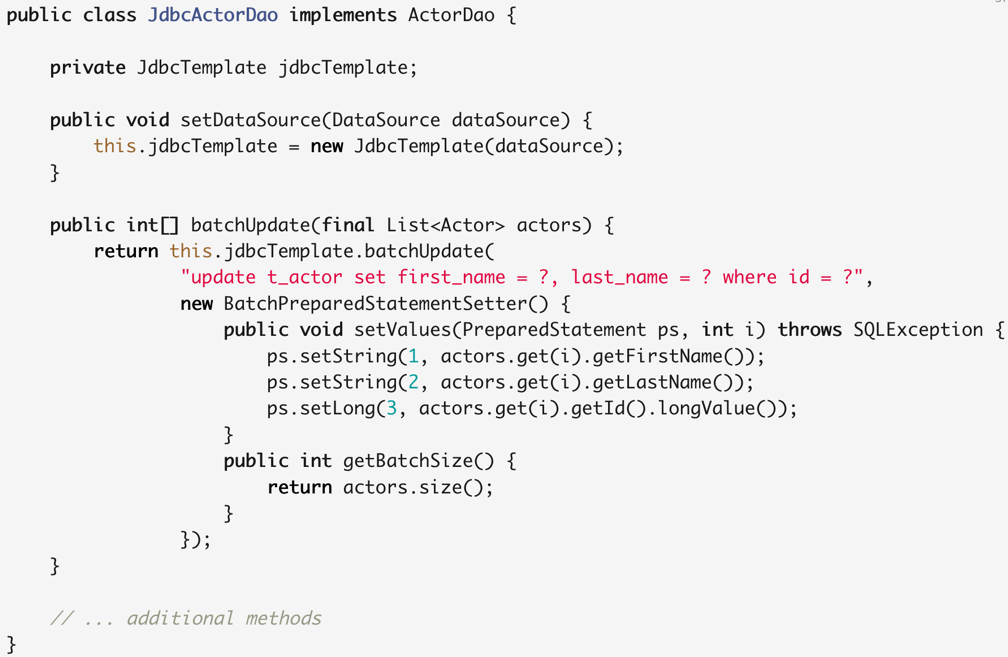 public class JdbcActorDao implements ActorDao {
    private JdbcTemplate jdbcTemplate;
    public void setDataSource(DataSource dataSource) {
        this.jdbcTemplate = new JdbcTemplate(dataSource);
    }
    public int[] batchUpdate(final List<Actor> actors) {
        return this.jdbcTemplate.batchUpdate(
                "update t_actor set first_name = ?, last_name = ? where id = ?",
                new BatchPreparedStatementSetter() {
                    public void setValues(PreparedStatement ps, int i) throws SQLException {
                        ps.setString(1, actors.get(i).getFirstName());
                        ps.setString(2, actors.get(i).getLastName());
                        ps.setLong(3, actors.get(i).getId().longValue());
                    }
                    public int getBatchSize() {
                        return actors.size();
                    }
                });
    }
    // ... additional methods
}